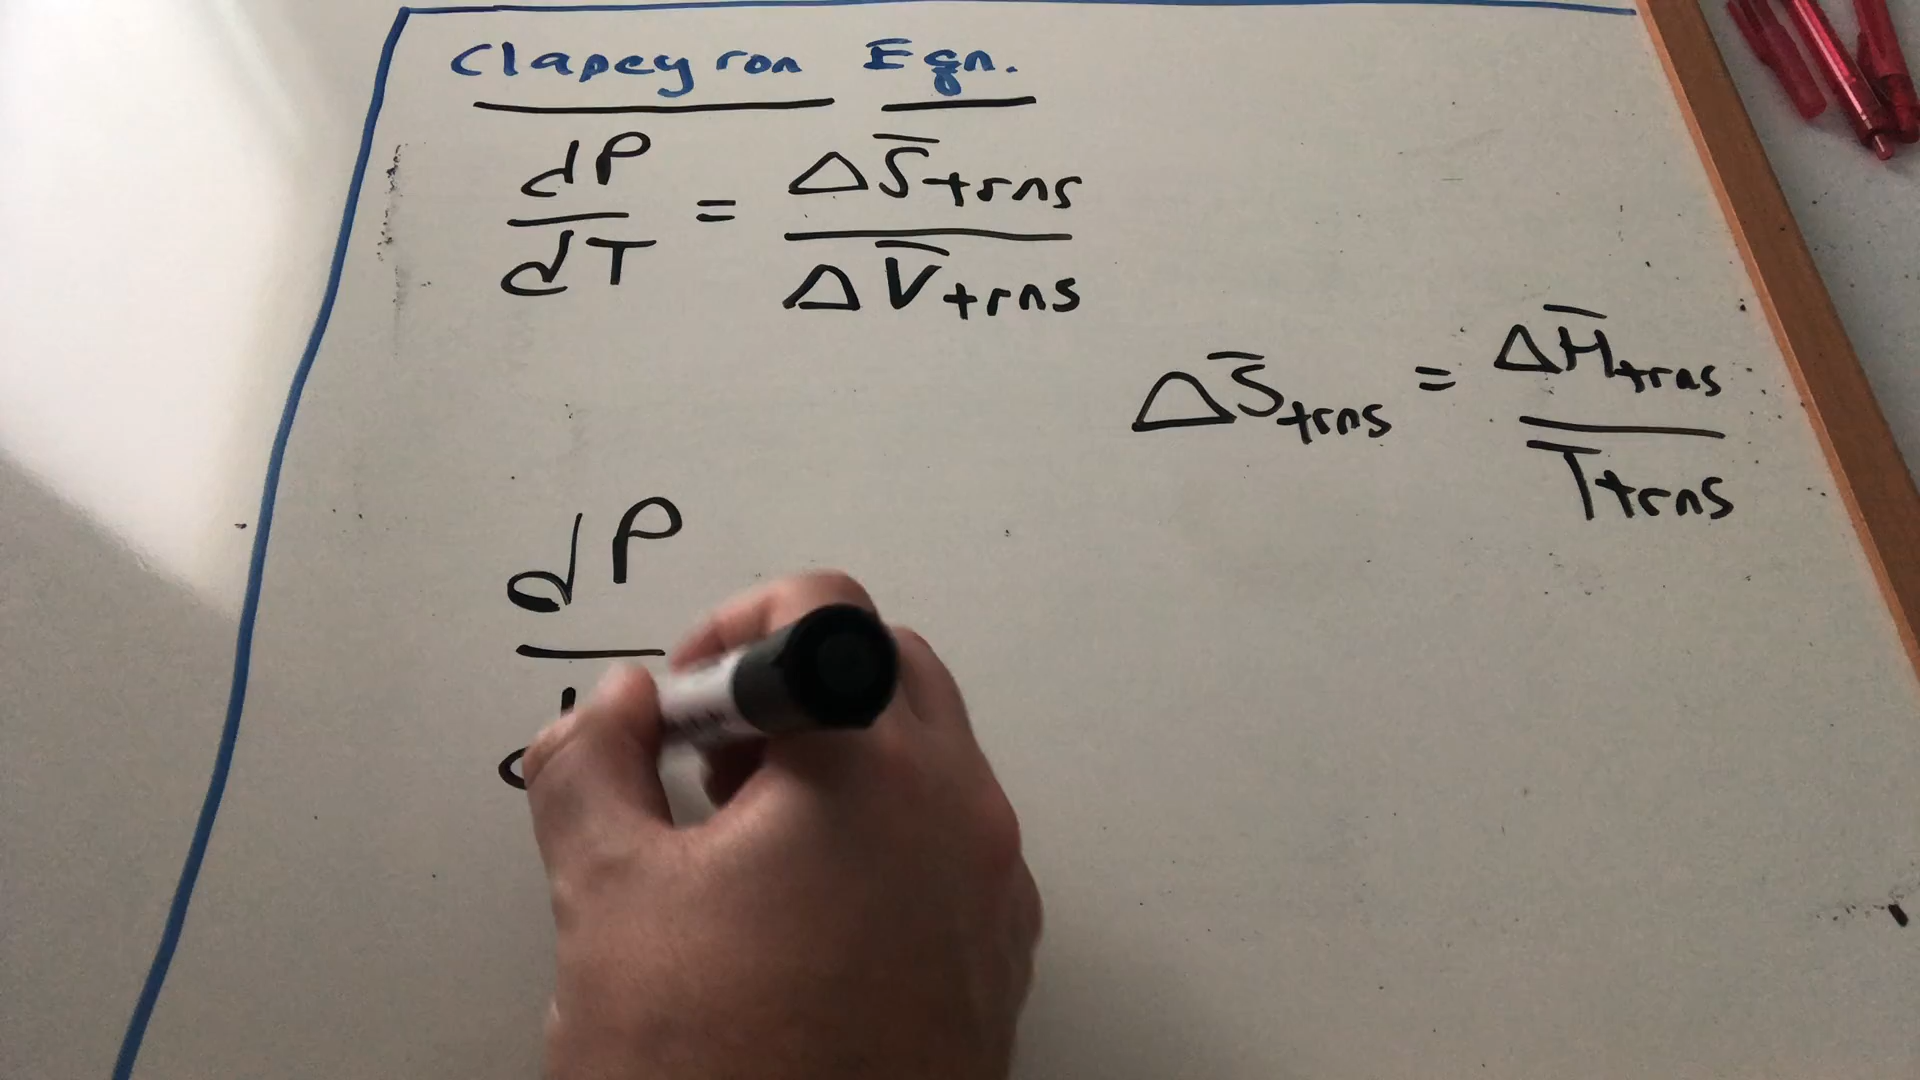 Clapeyron Eqn.
dP/dT = ΔS̄trns/ΔV̄trns
ΔS̄trns = ΔH̄trns/Ttrns
dP
d